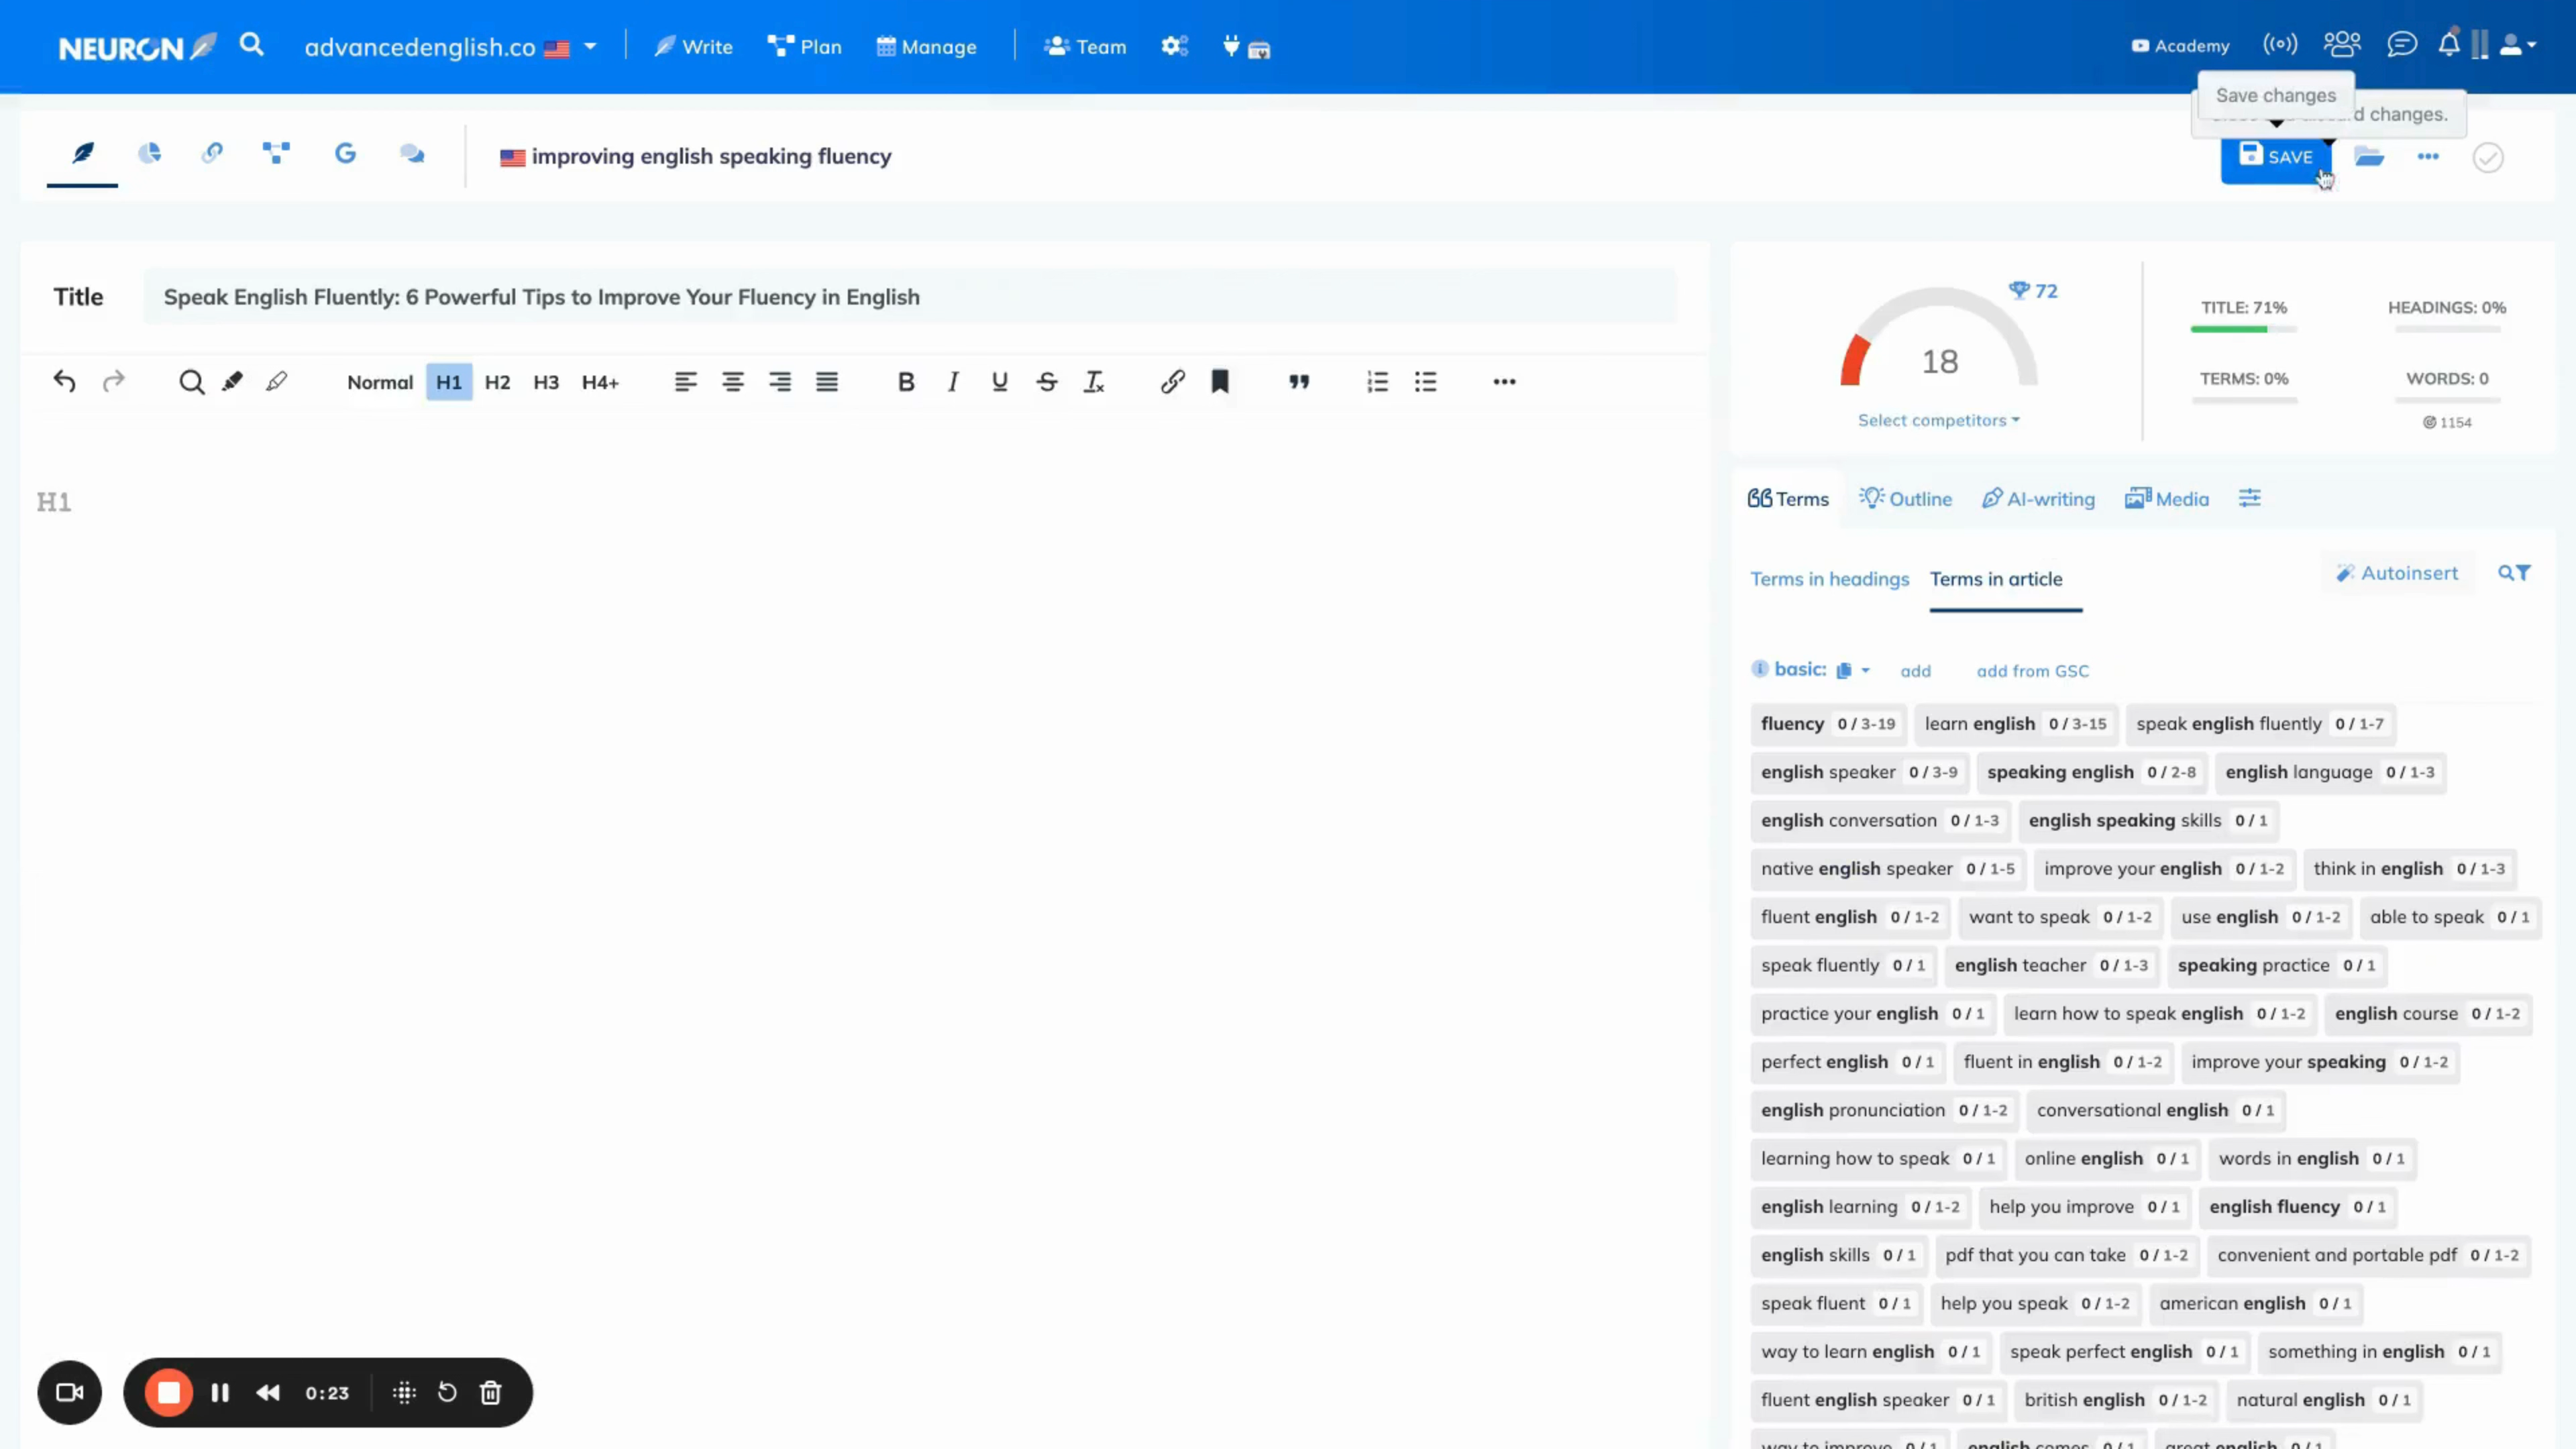 NEURON advancedenglish.co Write Plan Manage Team Academy
Save changes
d changes.
improving english speaking fluency SAVE
Title Speak English Fluently: 6 Powerful Tips to Improve Your Fluency in English
Normal H1 H2 H3 H4+ B I U S
H1
72
18
Select competitors
TITLE: 71% HEADINGS: 0%
TERMS: 0% WORDS: 0
1154
Terms Outline AI-writing Media
Terms in headings Terms in article Autoinsert
basic: add add from GSC
fluency 0 / 3-19 learn english 0 / 3-15 speak english fluently 0 / 1-7
english speaker 0 / 3-9 speaking english 0 / 2-8 english language 0 / 1-3
english conversation 0 / 1-3 english speaking skills 0 / 1
native english speaker 0 / 1-5 improve your english 0 / 1-2 think in english 0 / 1-3
fluent english 0 / 1-2 want to speak 0 / 1-2 use english 0 / 1-2 able to speak 0 / 1
speak fluently 0 / 1 english teacher 0 / 1-3 speaking practice 0 / 1
practice your english 0 / 1 learn how to speak english 0 / 1-2 english course 0 / 1-2
perfect english 0 / 1 fluent in english 0 / 1-2 improve your speaking 0 / 1-2
english pronunciation 0 / 1-2 conversational english 0 / 1
learning how to speak 0 / 1 online english 0 / 1 words in english 0 / 1
english learning 0 / 1-2 help you improve 0 / 1 english fluency 0 / 1
english skills 0 / 1 pdf that you can take 0 / 1-2 convenient and portable pdf 0 / 1-2
speak fluent 0 / 1 help you speak 0 / 1-2 american english 0 / 1
way to learn english 0 / 1 speak perfect english 0 / 1 something in english 0 / 1
fluent english speaker 0 / 1 british english 0 / 1-2 natural english 0 / 1
way to improve 0 / 1 english comes 0 / 1 great english 0 / 1
0:23